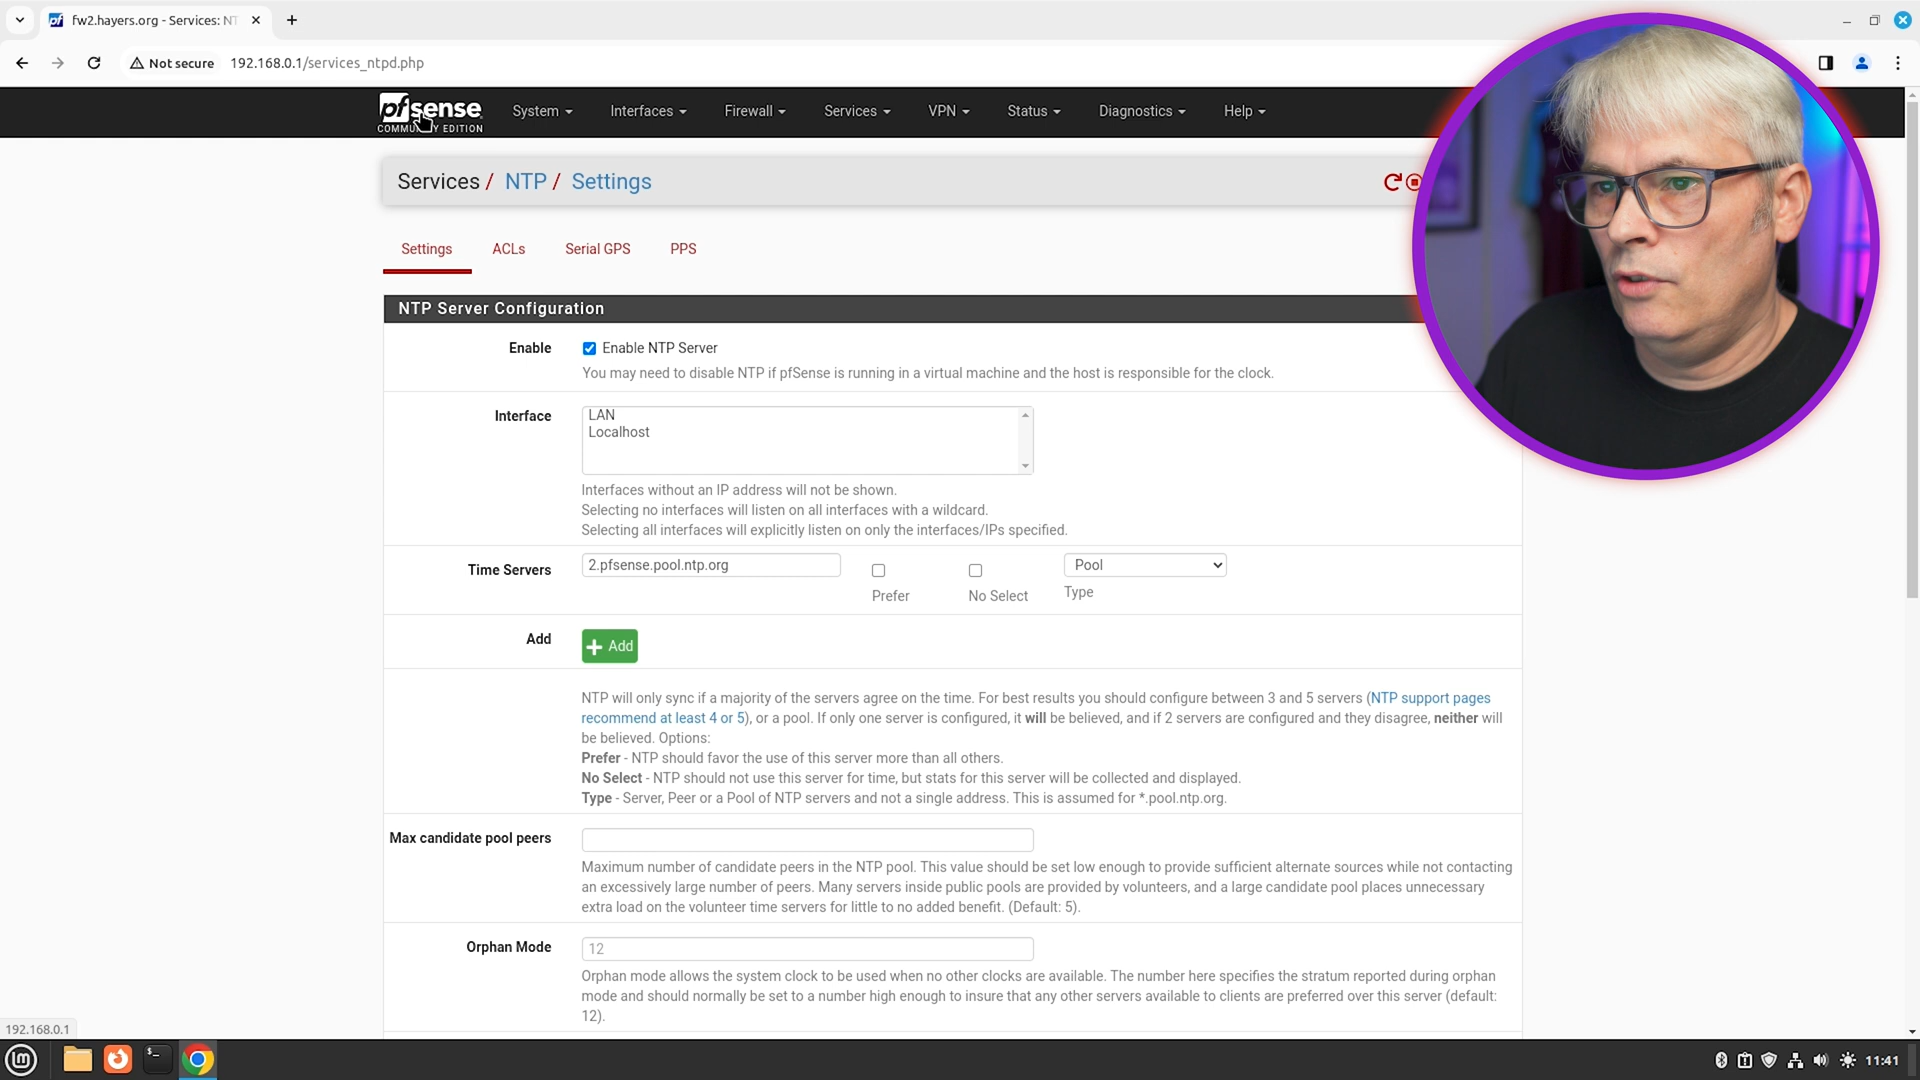 fw2.hayers.org - Services: NT
Not secure
192.168.0.1/services_ntpd.php
pfsense
COMMUNITY EDITION
System
Interfaces
Firewall
Services
VPN
Status
Diagnostics
Help
Services / NTP / Settings
Settings
ACLs
Serial GPS
PPS
NTP Server Configuration
Enable
Enable NTP Server
You may need to disable NTP if pfSense is running in a virtual machine and the host is responsible for the clock.
Interface
LAN
Localhost
Interfaces without an IP address will not be shown.
Selecting no interfaces will listen on all interfaces with a wildcard.
Selecting all interfaces will explicitly listen on only the interfaces/IPs specified.
Time Servers
2.pfsense.pool.ntp.org
Prefer
No Select
Pool
Type
Add
Add
NTP will only sync if a majority of the servers agree on the time. For best results you should configure between 3 and 5 servers (NTP support pages
recommend at least 4 or 5), or a pool. If only one server is configured, it will be believed, and if 2 servers are configured and they disagree, neither will
be believed. Options:
Prefer - NTP should favor the use of this server more than all others.
No Select - NTP should not use this server for time, but stats for this server will be collected and displayed.
Type - Server, Peer or a Pool of NTP servers and not a single address. This is assumed for *.pool.ntp.org.
Max candidate pool peers
Maximum number of candidate peers in the NTP pool. This value should be set low enough to provide sufficient alternate sources while not contacting
an excessively large number of peers. Many servers inside public pools are provided by volunteers, and a large candidate pool places unnecessary
extra load on the volunteer time servers for little to no added benefit. (Default: 5).
Orphan Mode
12
Orphan mode allows the system clock to be used when no other clocks are available. The number here specifies the stratum reported during orphan
mode and should normally be set to a number high enough to insure that any other servers available to clients are preferred over this server (default:
12).
192.168.0.1
11:41